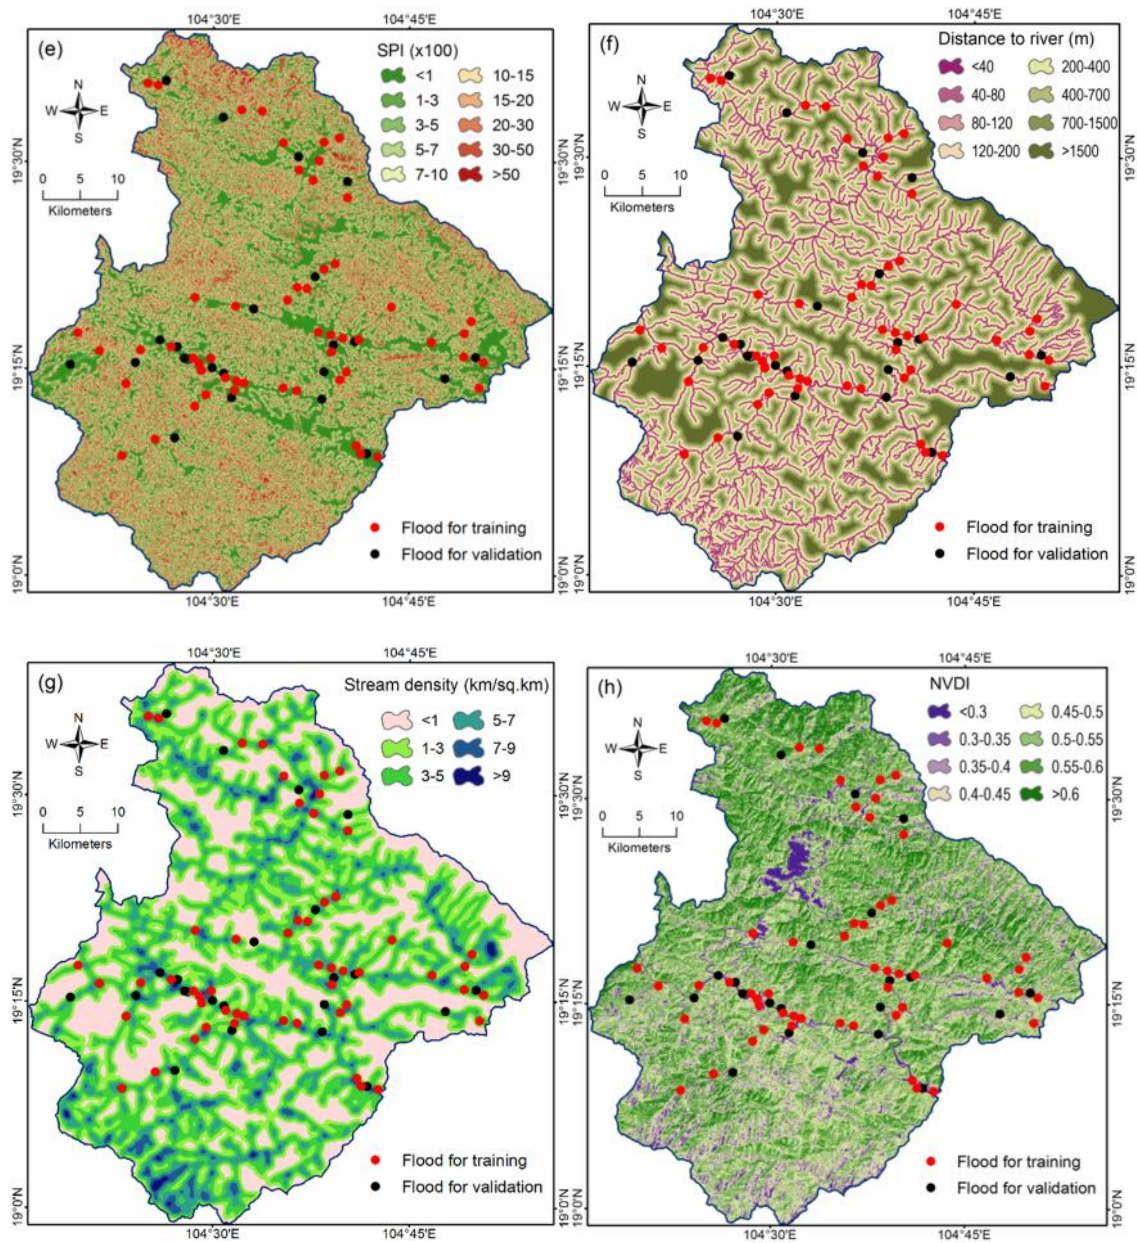 104°30'E 104°45'E
(e)
SPI (x100)
<1 10-15
1-3 15-20
3-5 20-30
5-7 30-50
7-10 >50
N
W E
S
0 5 10
Kilometers
19°30'N
19°15'N
19°0'N
Flood for training
Flood for validation
104°30'E 104°45'E
104°30'E 104°45'E
(f)
Distance to river (m)
<40 200-400
40-80 400-700
80-120 700-1500
120-200 >1500
N
W E
S
0 5 10
Kilometers
19°30'N
19°15'N
19°0'N
Flood for training
Flood for validation
104°30'E 104°45'E
104°30'E 104°45'E
(g)
Stream density (km/sq.km)
<1 5-7
1-3 7-9
3-5 >9
N
W E
S
0 5 10
Kilometers
19°30'N
19°15'N
19°0'N
Flood for training
Flood for validation
104°30'E 104°45'E
104°30'E 104°45'E
(h)
NVDI
<0.3 0.45-0.5
0.3-0.35 0.5-0.55
0.35-0.4 0.55-0.6
0.4-0.45 >0.6
N
W E
S
0 5 10
Kilometers
19°30'N
19°15'N
19°0'N
Flood for training
Flood for validation
104°30'E 104°45'E